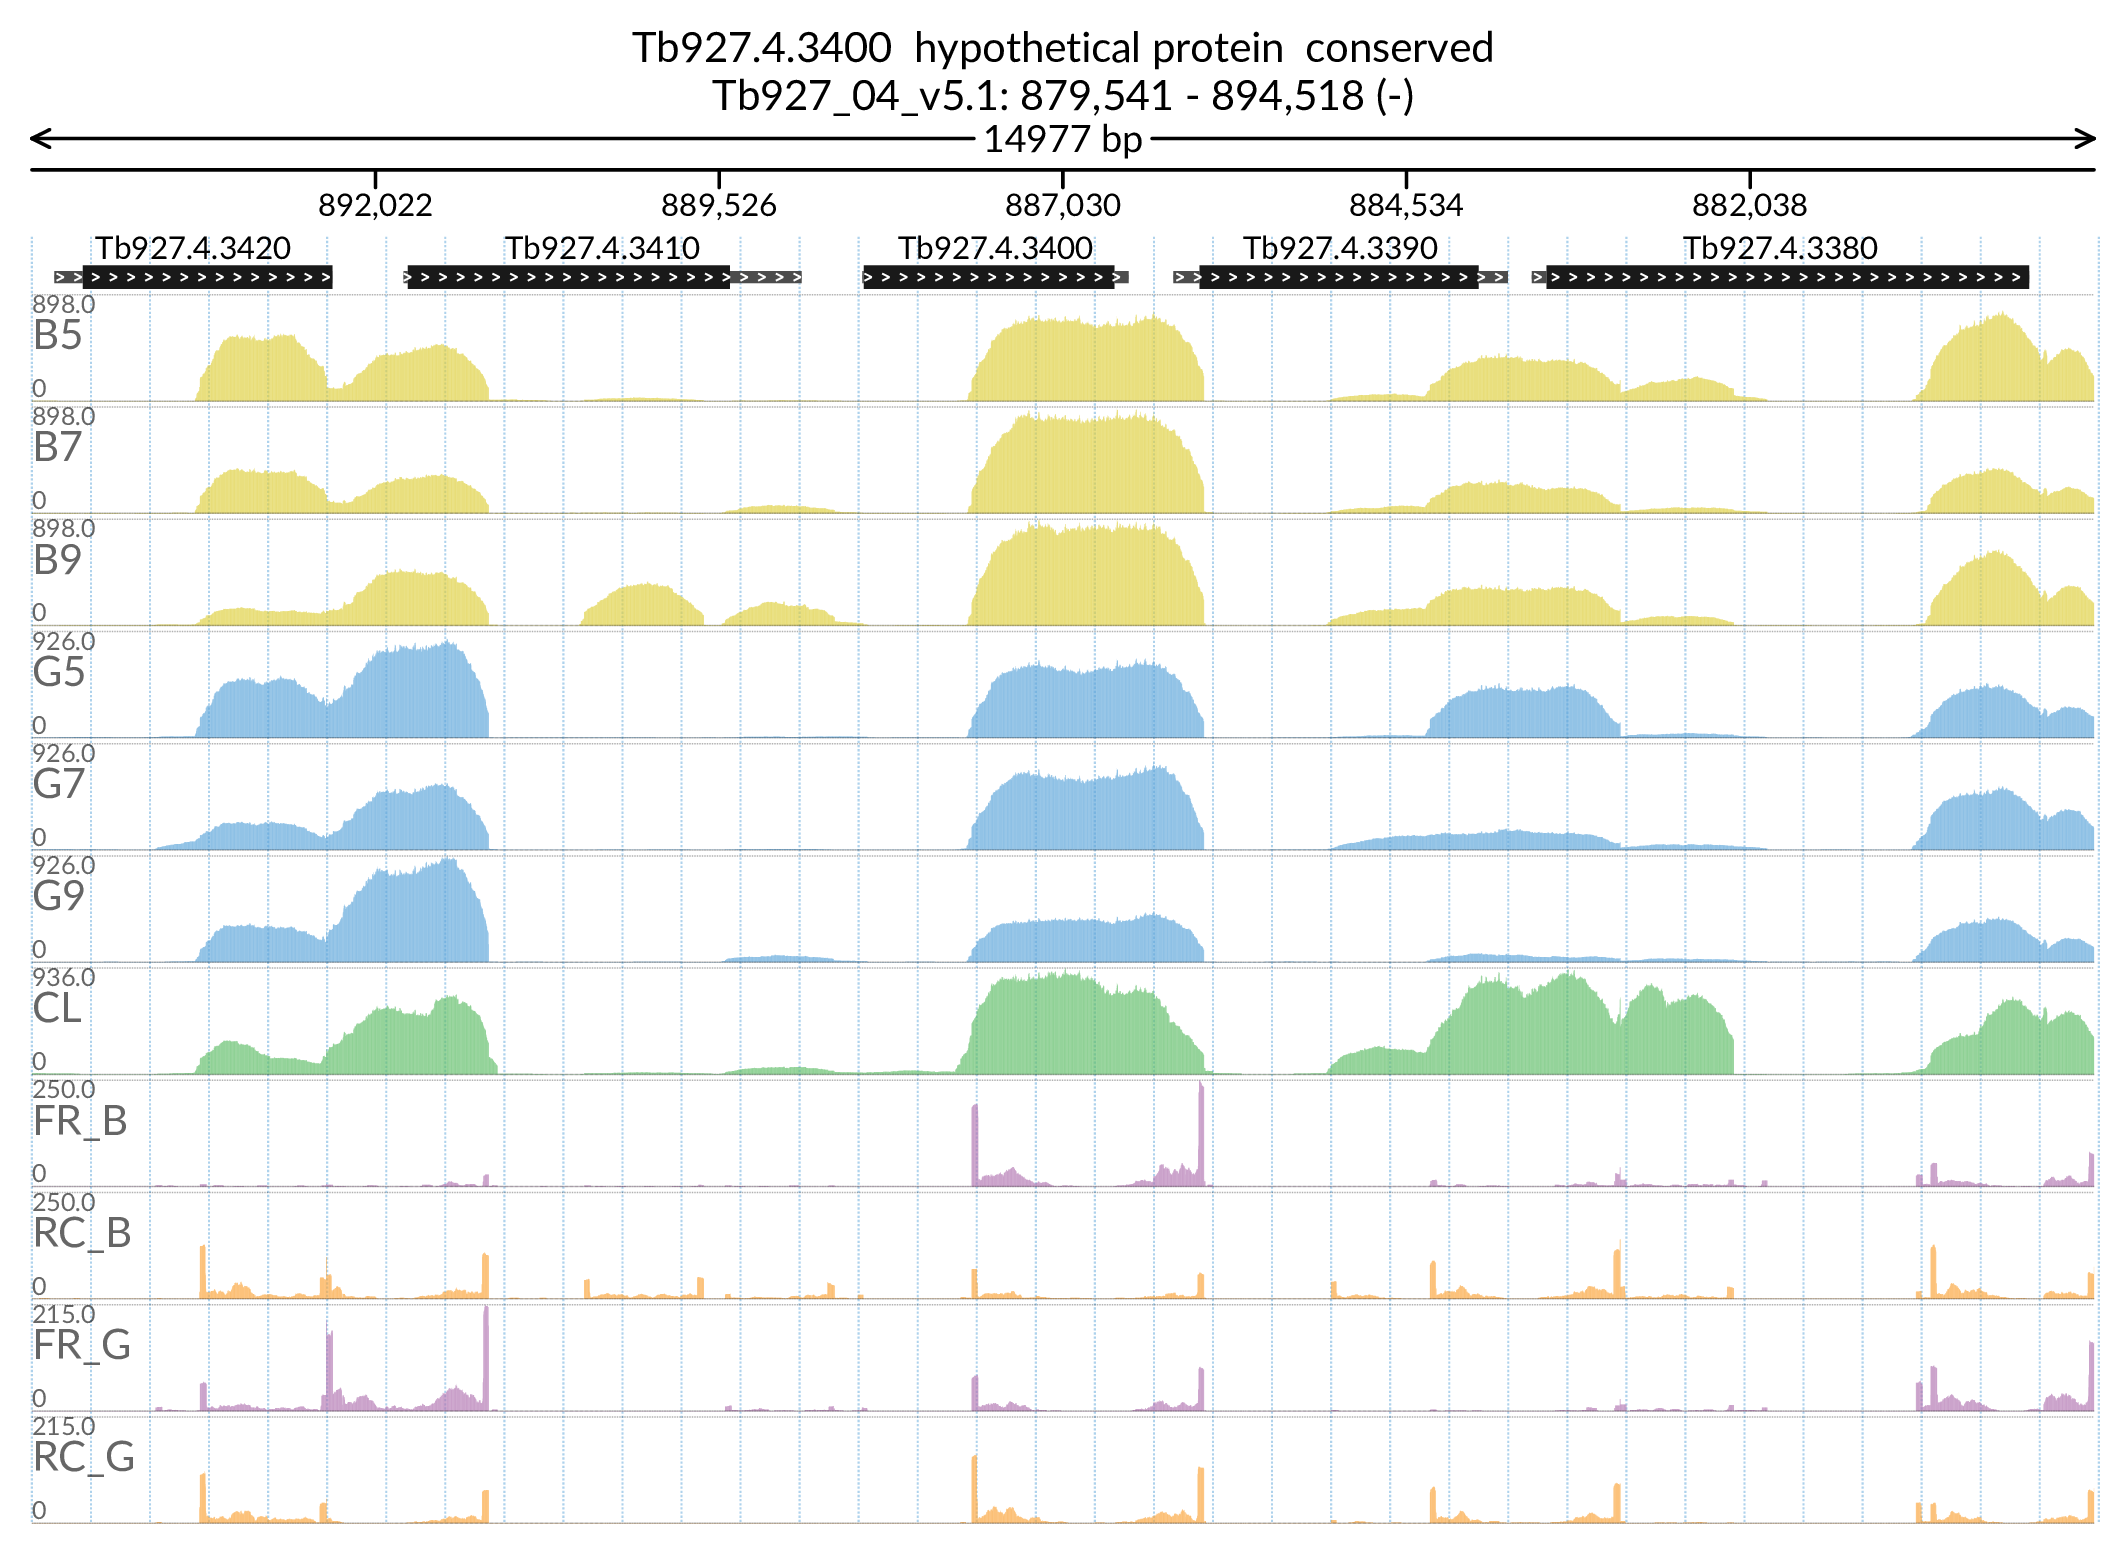 Tb927.4.3400  hypothetical protein  conserved
Tb927_04_v5.1: 879,541 - 894,518 (-)
14977 bp
892,022 889,526 887,030 884,534 882,038
Tb927.4.3420 Tb927.4.3410 Tb927.4.3400 Tb927.4.3390 Tb927.4.3380
898.0
B5
0
898.0
B7
0
898.0
B9
0
926.0
G5
0
926.0
G7
0
926.0
G9
0
936.0
CL
0
250.0
FR_B
0
250.0
RC_B
0
215.0
FR_G
0
215.0
RC_G
0